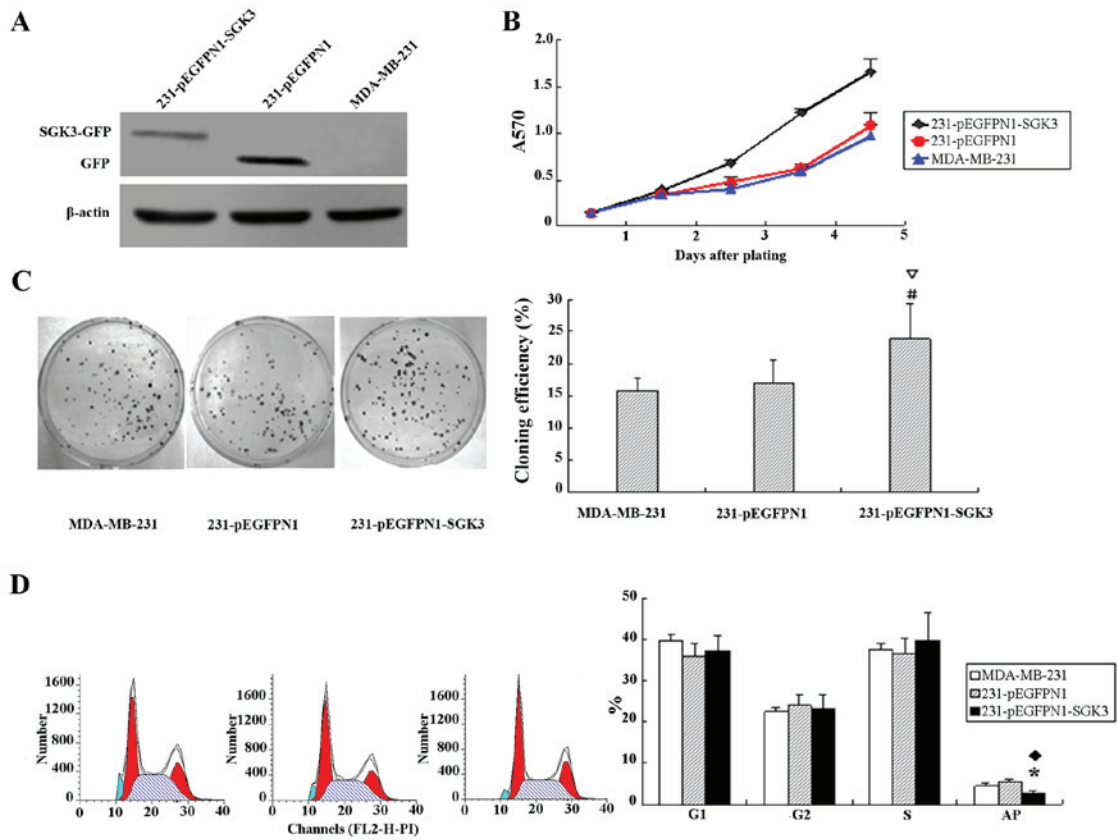 A
231-pEGFPN1-SGK3
231-pEGFPN1
MDA-MB-231
SGK3-GFP
GFP
β-actin
B
2.0
1.5
1.0
0.5
0
A570
1 2 3 4 5
Days after plating
231-pEGFPN1-SGK3
231-pEGFPN1
MDA-MB-231
C
MDA-MB-231 231-pEGFPN1 231-pEGFPN1-SGK3
30
25
20
15
10
5
0
Cloning efficiency (%)
▽
#
MDA-MB-231 231-pEGFPN1 231-pEGFPN1-SGK3
D
Number
1600
1200
800
400
0
0 10 20 30 40
Number
1600
1200
800
400
0
0 10 20 30 40
Number
1600
1200
800
400
0
0 10 20 30 40
Channels (FL2-H-PI)
50
40
30
20
10
0
%
◆
*
G1 -G2 S AP
MDA-MB-231
231-pEGFPN1
231-pEGFPN1-SGK3